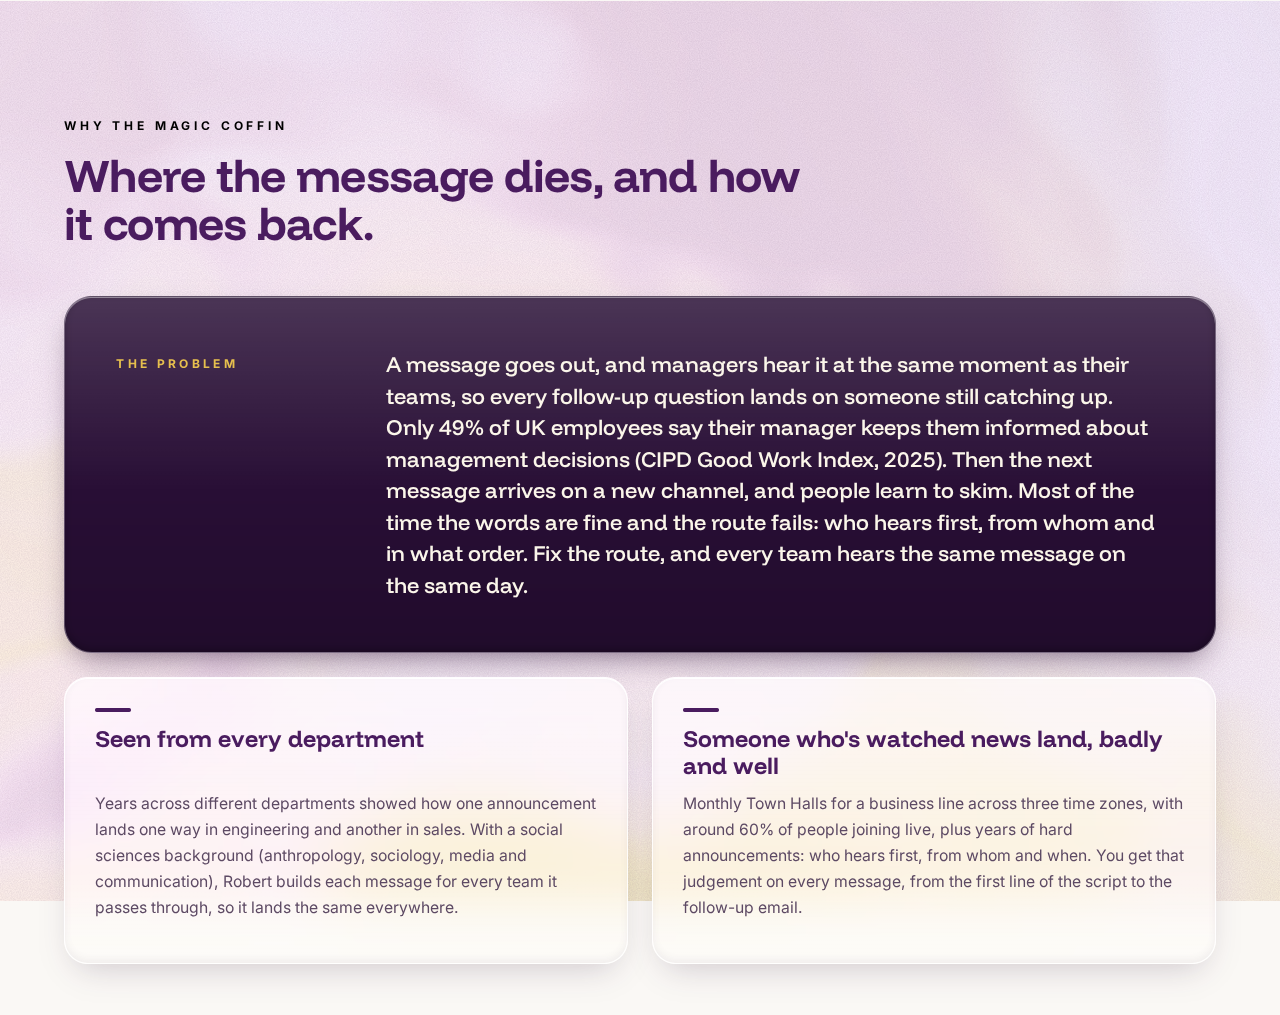 WHY THE MAGIC COFFIN
Where the message dies, and how
it comes back.
THE PROBLEM
A message goes out, and managers hear it at the same moment as their
teams, so every follow-up question lands on someone still catching up.
Only 49% of UK employees say their manager keeps them informed about
management decisions (CIPD Good Work Index, 2025). Then the next
message arrives on a new channel, and people learn to skim. Most of the
time the words are fine and the route fails: who hears first, from whom and
in what order. Fix the route, and every team hears the same message on
the same day.
Seen from every department
Years across different departments showed how one announcement
lands one way in engineering and another in sales. With a social
sciences background (anthropology, sociology, media and
communication), Robert builds each message for every team it
passes through, so it lands the same everywhere.
Someone who's watched news land, badly
and well
Monthly Town Halls for a business line across three time zones, with
around 60% of people joining live, plus years of hard
announcements: who hears first, from whom and when. You get that
judgement on every message, from the first line of the script to the
follow-up email.